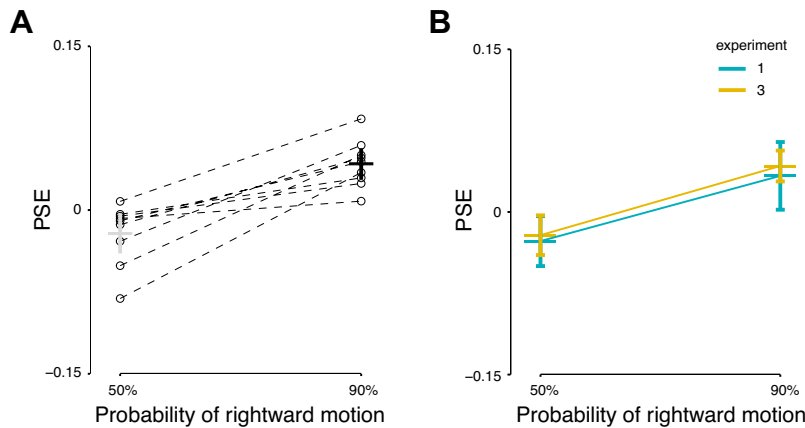 A
0.15
PSE
0
−0.15
50%
90%
Probability of rightward motion
B
0.15
experiment
1
3
PSE
0
−0.15
50%
90%
Probability of rightward motion